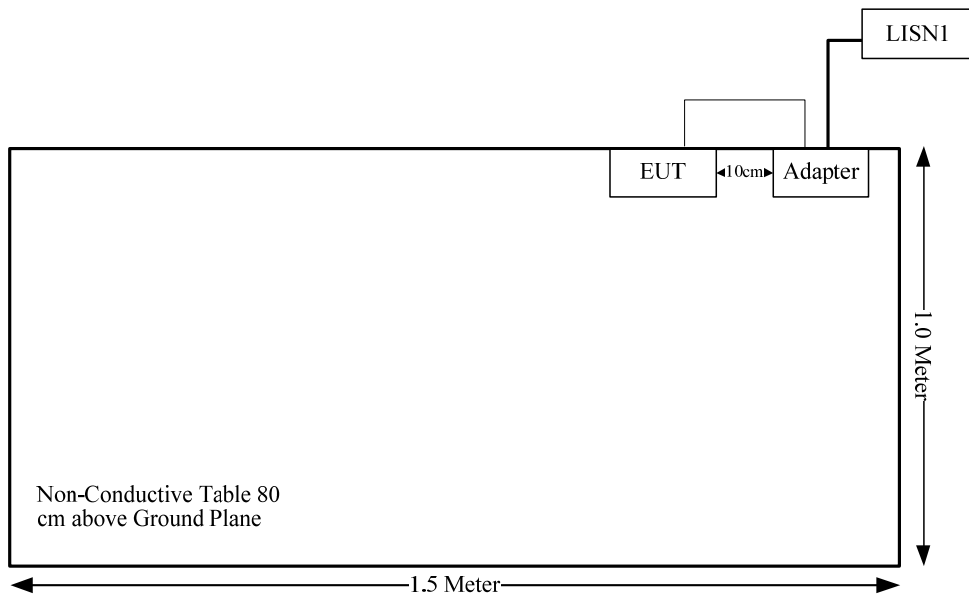 LISN1
EUT
10cm
Adapter
1.0 Meter
Non-Conductive Table 80
cm above Ground Plane
1.5 Meter